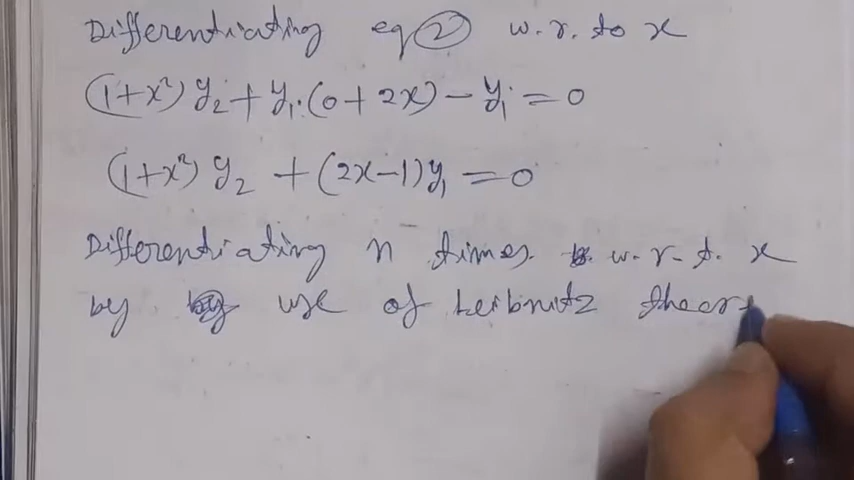 Differentiating eq ② w.r. to x
(1+x²) y₂ + y₁.(0+2x) - y₁ = 0
(1+x²) y₂ + (2x-1)y₁ = 0
Differentiating n times w.r.t. x
by use of Leibnitz theor